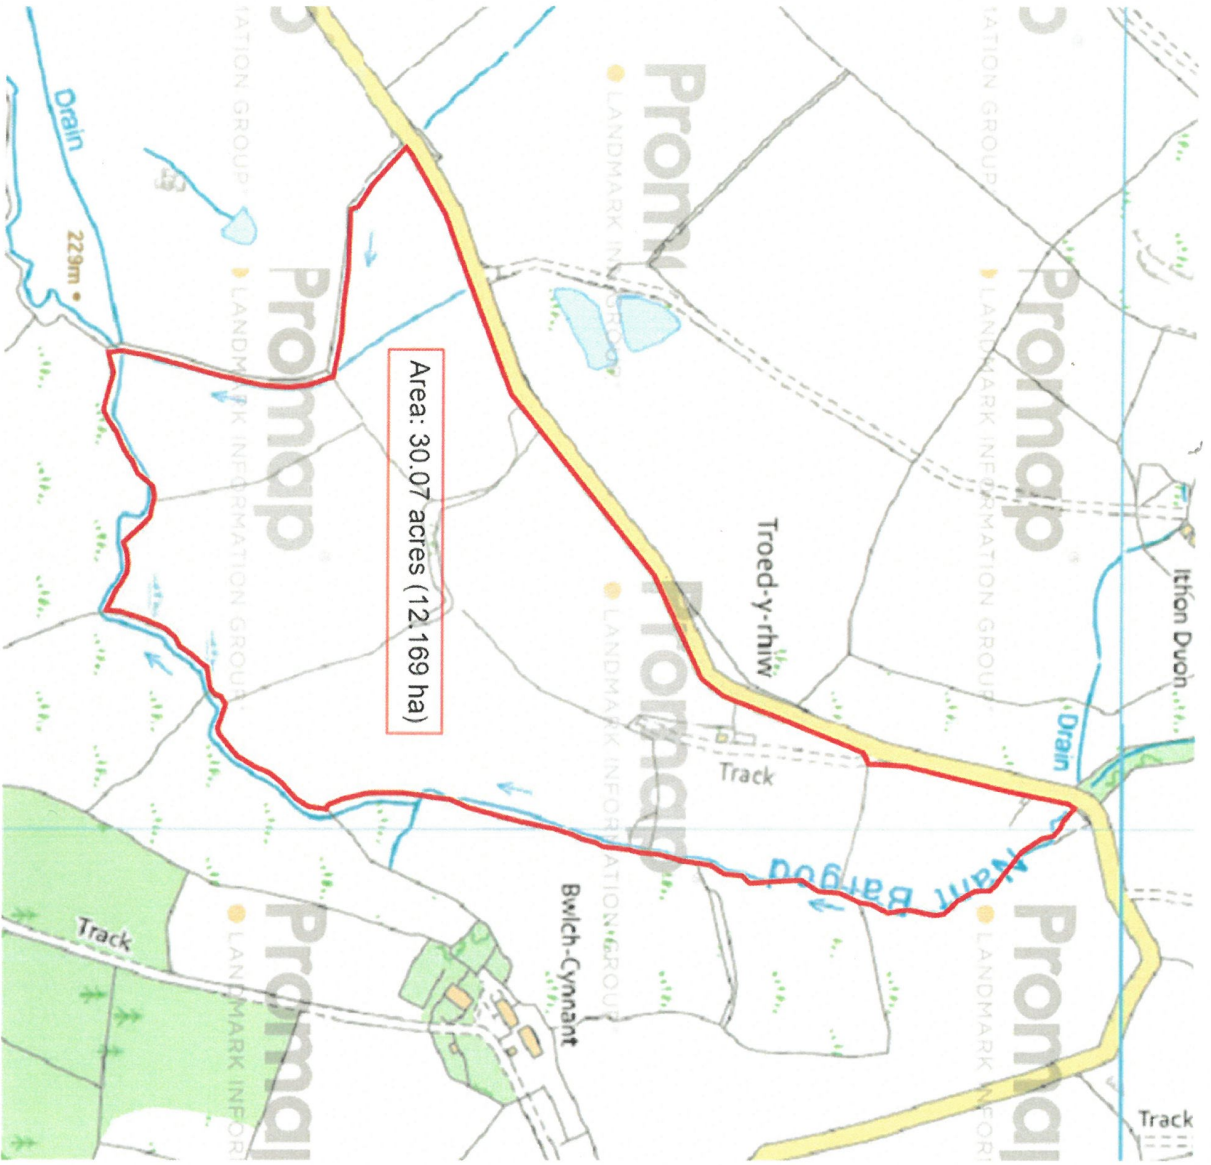 Promap
LANDMARK INFORMATION GROUP
Ithon Duon
Drain
Troed-y-rhiw
Track
Nant Bargod
Area: 30.07 acres (12.169 ha)
Drain
229m
Bwlch-Cynnant
Track
Track
Promap
LANDMARK INFORMATION GROUP
Promap
LANDMARK INFORMATION GROUP
Promap
LANDMARK INFORMATION GROUP